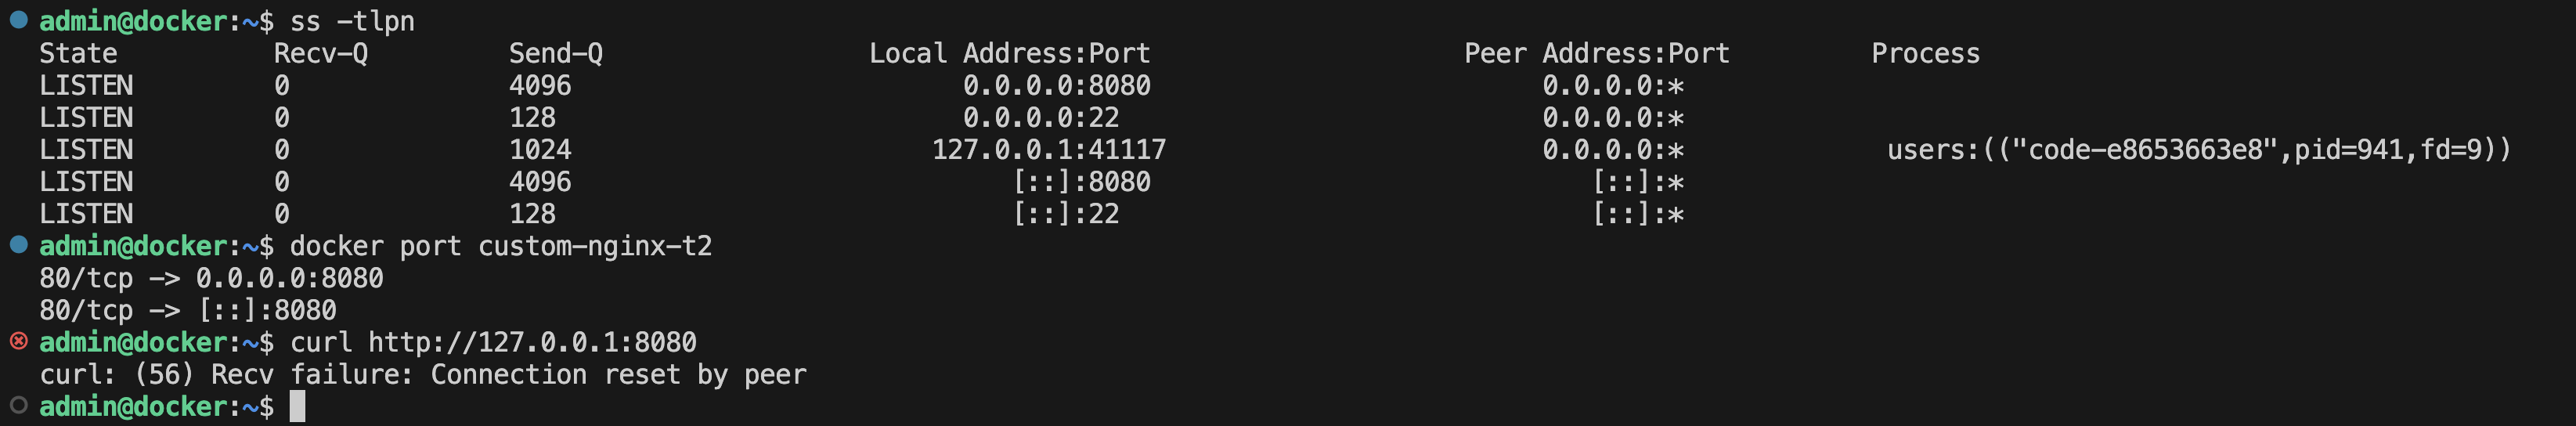 admin@docker:~$ ss -tlpn
State Recv-Q Send-Q Local Address:Port Peer Address:Port Process
LISTEN 0 4096 0.0.0.0:8080 0.0.0.0:*
LISTEN 0 128 0.0.0.0:22 0.0.0.0:*
LISTEN 0 1024 127.0.0.1:41117 0.0.0.0:* users:(("code-e8653663e8",pid=941,fd=9))
LISTEN 0 4096 [::]:8080 [::]:*
LISTEN 0 128 [::]:22 [::]:*
admin@docker:~$ docker port custom-nginx-t2
80/tcp -> 0.0.0.0:8080
80/tcp -> [::]:8080
admin@docker:~$ curl http://127.0.0.1:8080
curl: (56) Recv failure: Connection reset by peer
admin@docker:~$